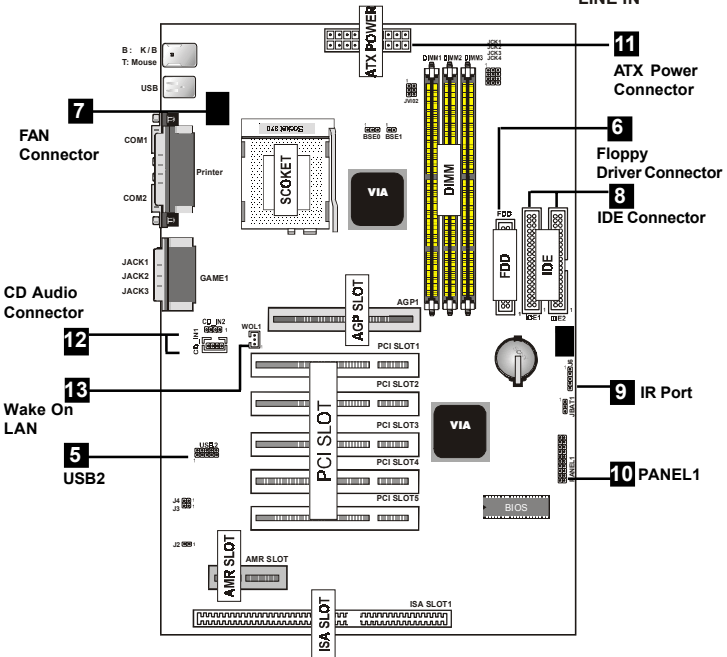 LINE IN
B: K/B
T: Mouse
USB
7
FAN
Connector
COM1
Printer
COM2
JACK1
JACK2
JACK3
GAME1
ATX POWER
JCK1
JCK2
JCK3
JCK4
11
ATX Power
Connector
DIMM1 DIMM2 DIMM3
JVIO2
BSE0 BSE1
Socket 370
SCOKET
VIA
DIMM
6
Floppy
Driver Connector
8
IDE Connector
FDD
FDD
IDE
IDE1 IDE2
CD Audio
Connector
12
CD_IN2
CD_IN1
WOL1
13
Wake On
LAN
AGP SLOT
AGP1
PCI SLOT1
PCI SLOT2
PCI SLOT3
PCI SLOT4
PCI SLOT5
PCI SLOT
VIA
J6
JBAT1
9 IR Port
PANEL1
10 PANEL1
BIOS
5
USB2
USB2
J4
J3
J2
AMR SLOT
AMR SLOT
ISA SLOT
ISA SLOT1